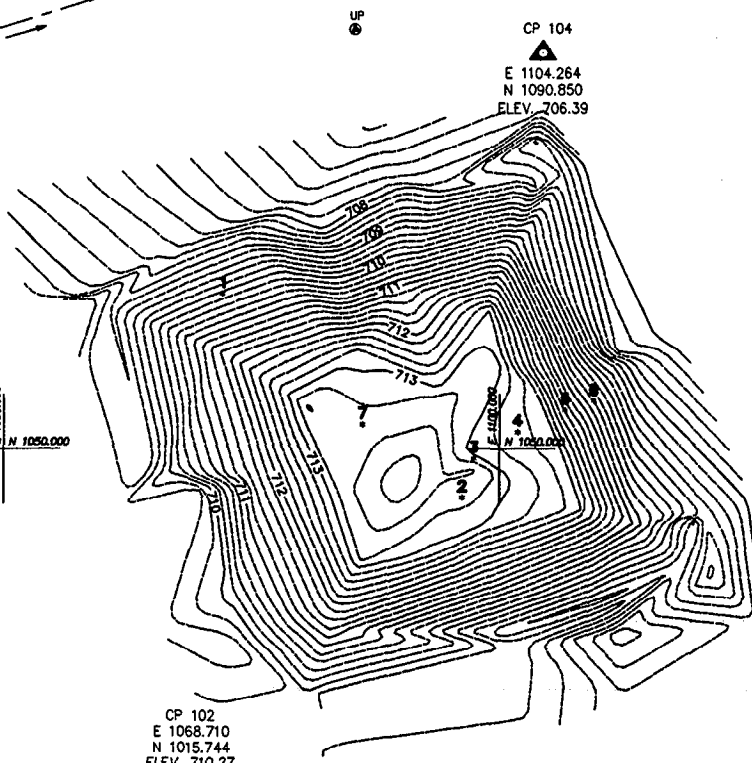 UP
CP 104
E 1104.264
N 1090.850
ELEV. 706.39
708
709
710
711
712
713
1
7
4
2
N 1050.000
E 1100.000
N 1050.000
713
712
711
710
CP 102
E 1068.710
N 1015.744
ELEV. 710.27